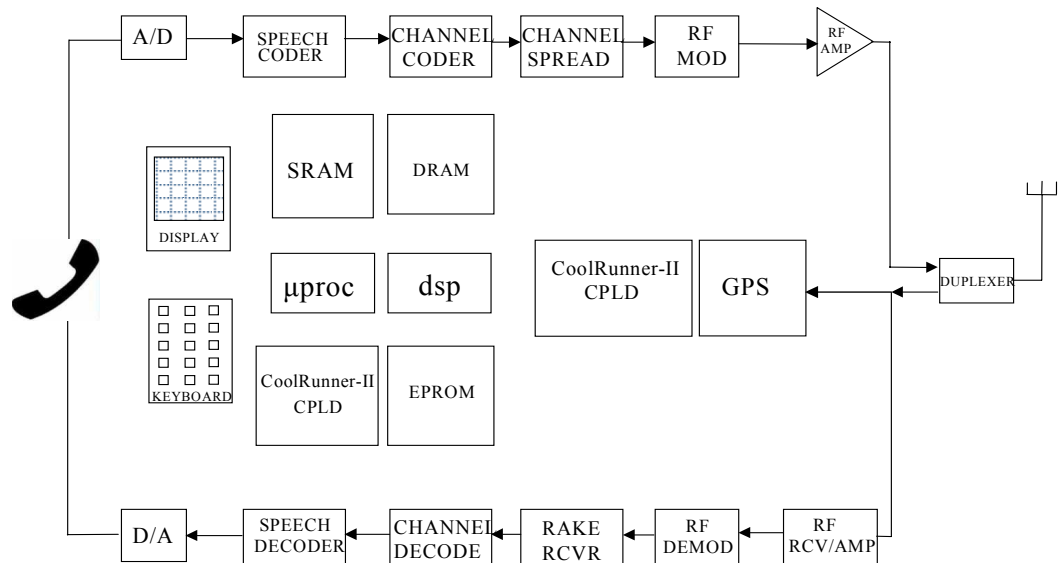 A/D
SPEECH
CODER
CHANNEL
CODER
CHANNEL
SPREAD
RF
MOD
RF
AMP
SRAM
DRAM
DISPLAY
μproc
dsp
CoolRunner-II
CPLD
GPS
DUPLEXER
KEYBOARD
CoolRunner-II
CPLD
EPROM
D/A
SPEECH
DECODER
CHANNEL
DECODE
RAKE
RCVR
RF
DEMOD
RF
RCV/AMP